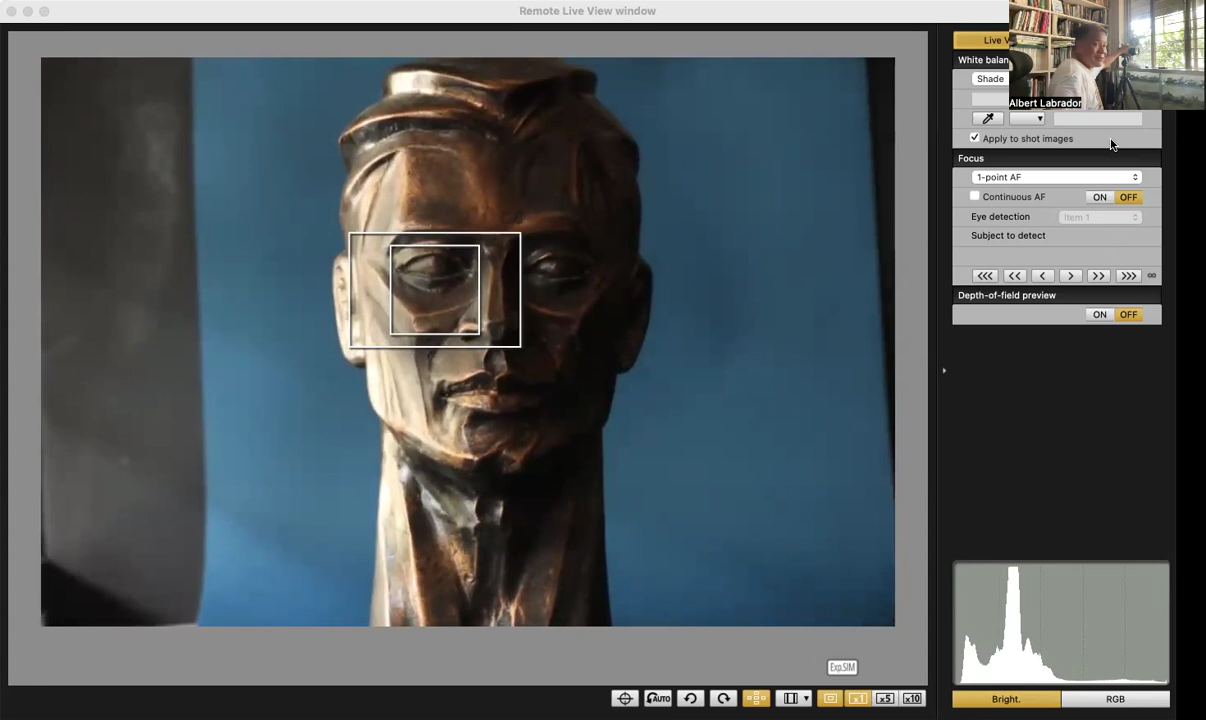 Remote Live View window
Live V
White balan
Shade
Albert Labrador
Apply to shot images
Focus
1-point AF
Continuous AF
ON
OFF
Eye detection
Item 1
Subject to detect
Depth-of-field preview
ON
OFF
Exp.SIM
AUTO
x1
x5
x10
Bright.
RGB